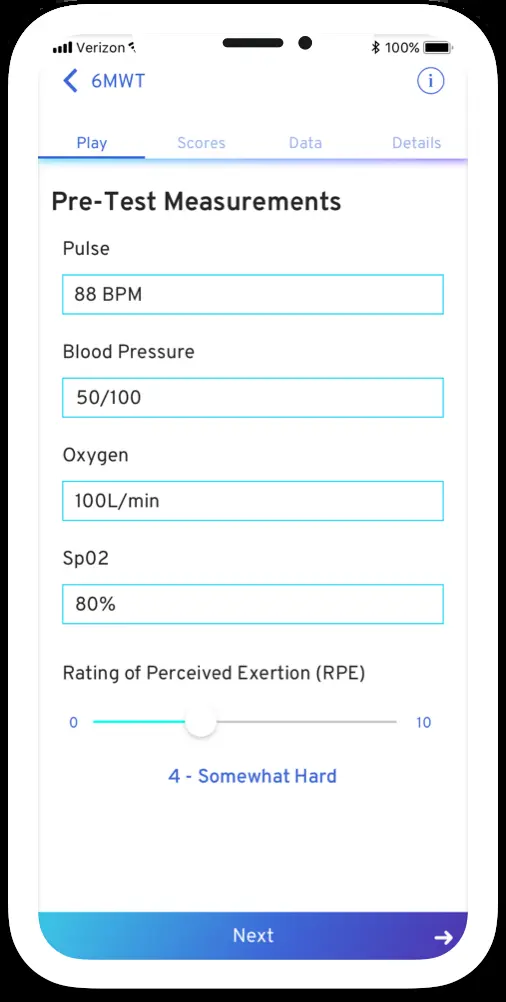 Verizon 100%
6MWT i
Play Scores Data Details
Pre-Test Measurements
Pulse
88 BPM
Blood Pressure
50/100
Oxygen
100L/min
Sp02
80%
Rating of Perceived Exertion (RPE)
0 10
4 - Somewhat Hard
Next